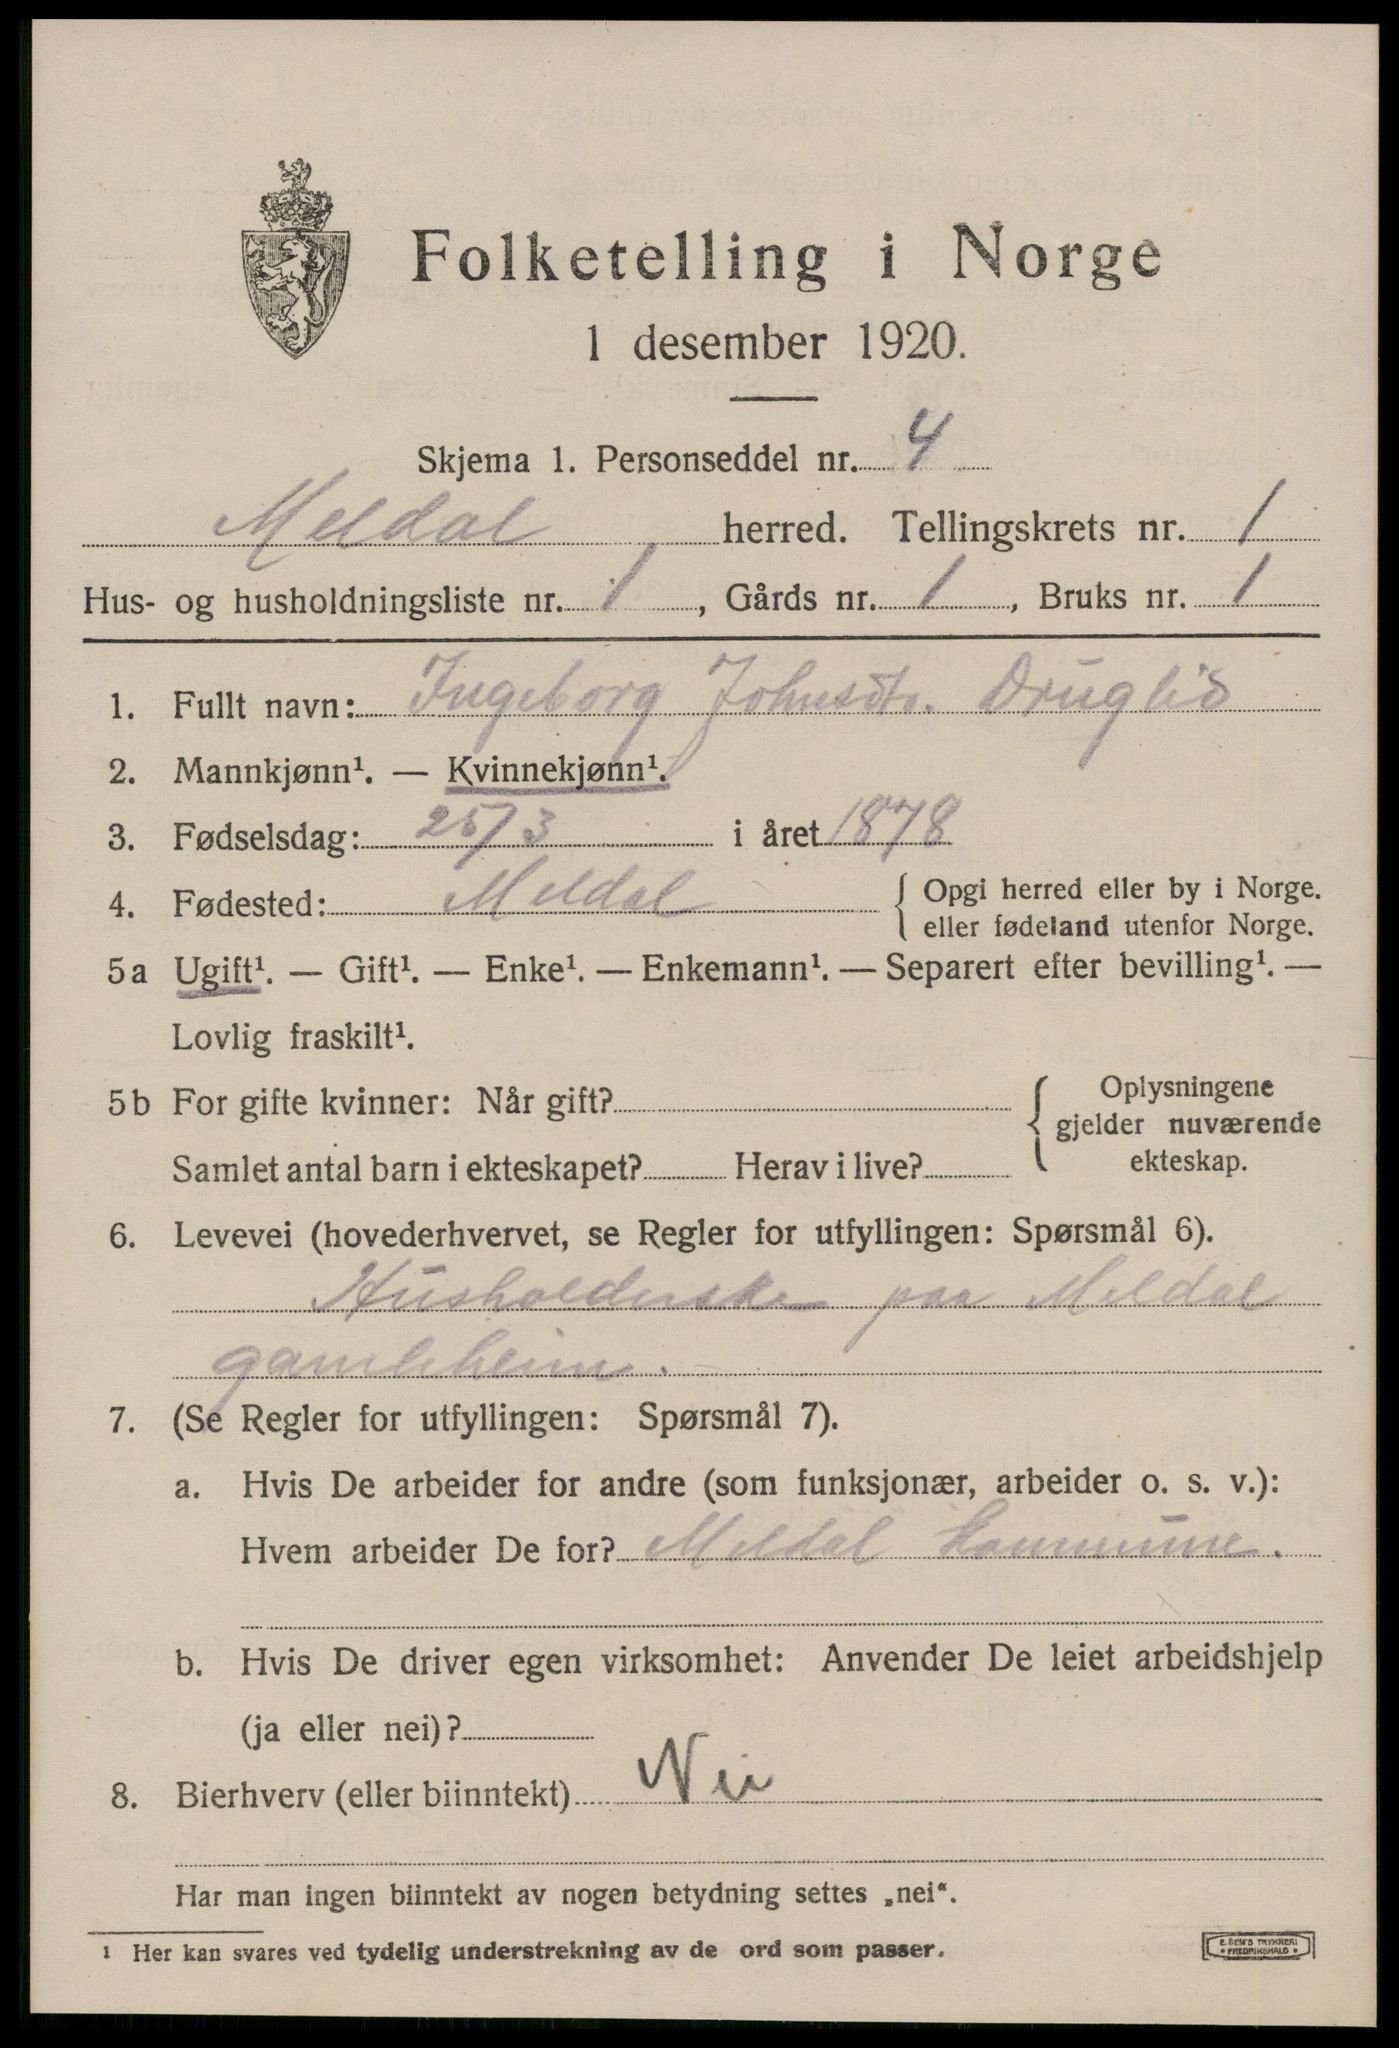 Folketelling i Norge
1 desember 1920.
Skjema 1. Personseddel nr. 4
Meldal herred. Tellingskrets nr. 1
Hus- og husholdningsliste nr. 1, Gårds nr. 1, Bruks nr. 1
1. Fullt navn: Ingeborg Johnsdtr. Druglid
2. Mannkjønn¹. — Kvinnekjønn¹.
3. Fødselsdag: 25/3 i året 1878
4. Fødested: Meldal { Opgi herred eller by i Norge.
eller fødeland utenfor Norge.
5a Ugift¹. — Gift¹. — Enke¹. — Enkemann¹. — Separert efter bevilling¹. —
Lovlig fraskilt¹.
5b For gifte kvinner: Når gift? { Oplysningene
gjelder nuværende
Samlet antal barn i ekteskapet? Herav i live? ekteskap.
6. Levevei (hovederhvervet, se Regler for utfyllingen: Spørsmål 6).
Husholderske paa Meldal
gamleheim.
7. (Se Regler for utfyllingen: Spørsmål 7).
a. Hvis De arbeider for andre (som funksjonær, arbeider o. s. v.):
Hvem arbeider De for? Meldal kommune.
b. Hvis De driver egen virksomhet: Anvender De leiet arbeidshjelp
(ja eller nei)?
8. Bierhverv (eller biinntekt) Nei
Har man ingen biinntekt av nogen betydning settes „nei".
¹ Her kan svares ved tydelig understrekning av de ord som passer.
E. SEM'S TRYKKERI
• FREDRIKSHALD •